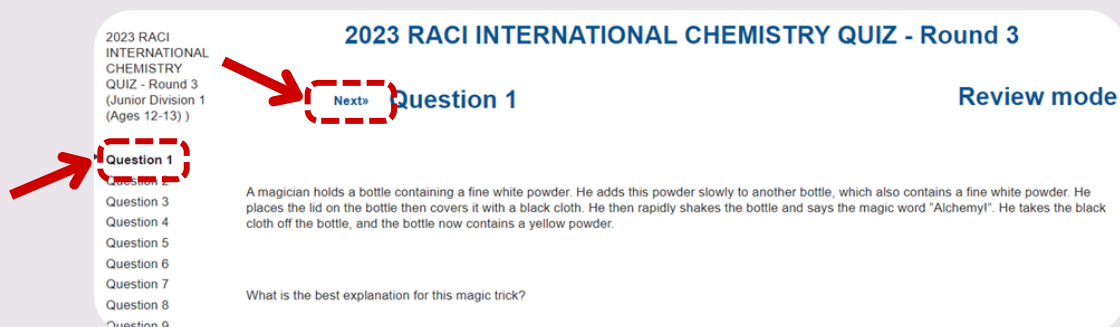 2023 RACI
INTERNATIONAL
CHEMISTRY
QUIZ - Round 3
(Junior Division 1
(Ages 12-13) )
Question 1
Question 2
Question 3
Question 4
Question 5
Question 6
Question 7
Question 8
Question 9
2023 RACI INTERNATIONAL CHEMISTRY QUIZ - Round 3
Next» Question 1 Review mode
A magician holds a bottle containing a fine white powder. He adds this powder slowly to another bottle, which also contains a fine white powder. He
places the lid on the bottle then covers it with a black cloth. He then rapidly shakes the bottle and says the magic word "Alchemy!". He takes the black
cloth off the bottle, and the bottle now contains a yellow powder.
What is the best explanation for this magic trick?